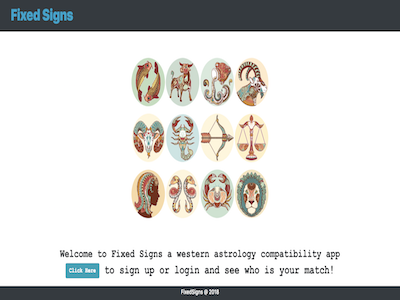 Fixed Signs
Welcome to Fixed Signs a western astrology compatibility app
Click Here to sign up or login and see who is your match!
FixedSigns @ 2018